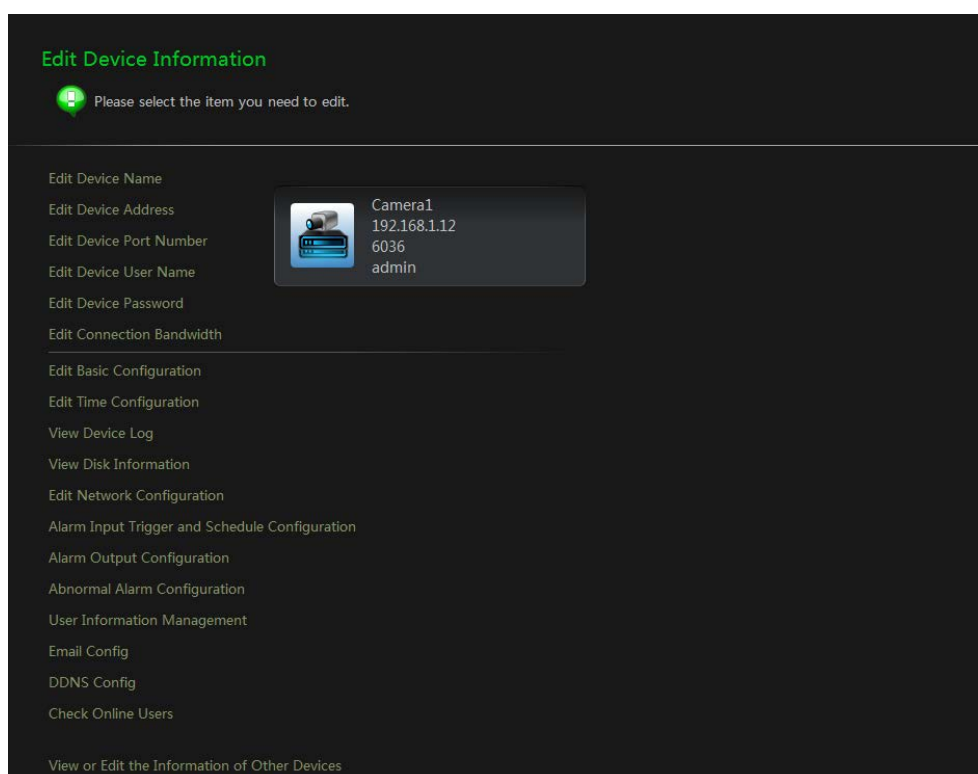 Edit Device Information
Please select the item you need to edit.
Edit Device Name
Edit Device Address
Edit Device Port Number
Edit Device User Name
Edit Device Password
Edit Connection Bandwidth
Camera1
192.168.1.12
6036
admin
Edit Basic Configuration
Edit Time Configuration
View Device Log
View Disk Information
Edit Network Configuration
Alarm Input Trigger and Schedule Configuration
Alarm Output Configuration
Abnormal Alarm Configuration
User Information Management
Email Config
DDNS Config
Check Online Users
View or Edit the Information of Other Devices